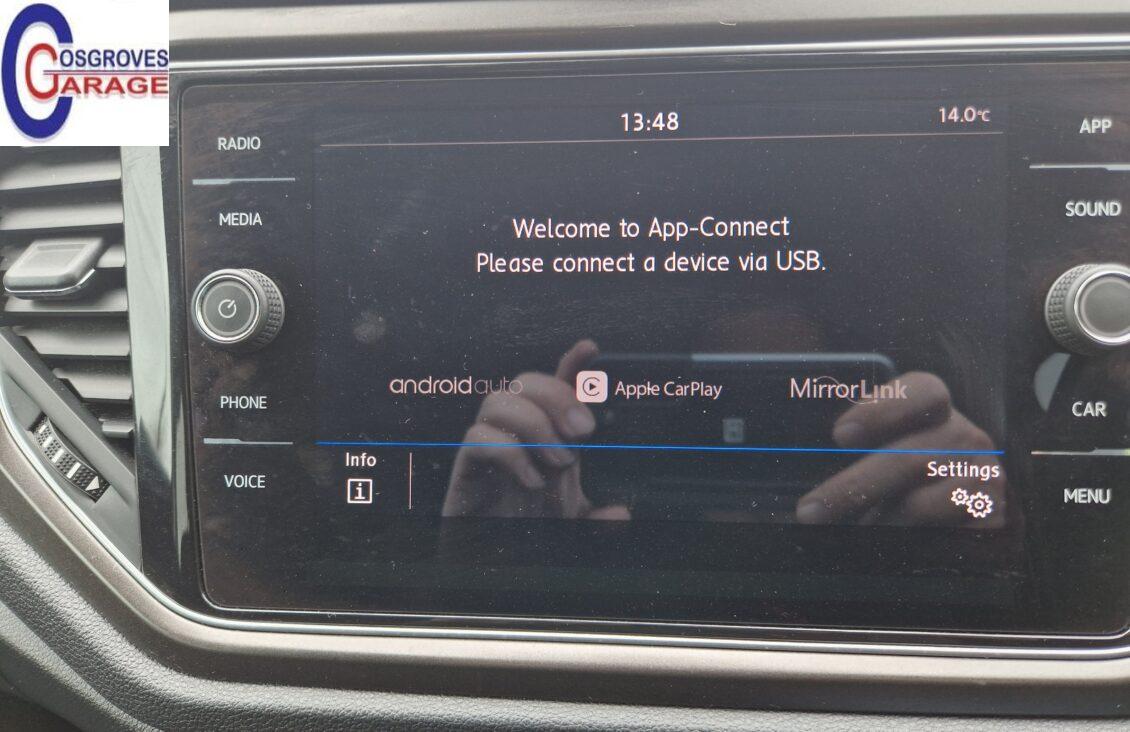 COSGROVES
GARAGE
RADIO
MEDIA
PHONE
VOICE
13:48
14.0°C
Welcome to App-Connect
Please connect a device via USB.
androidauto
Apple CarPlay
MirrorLink
Info
i
Settings
APP
SOUND
CAR
MENU